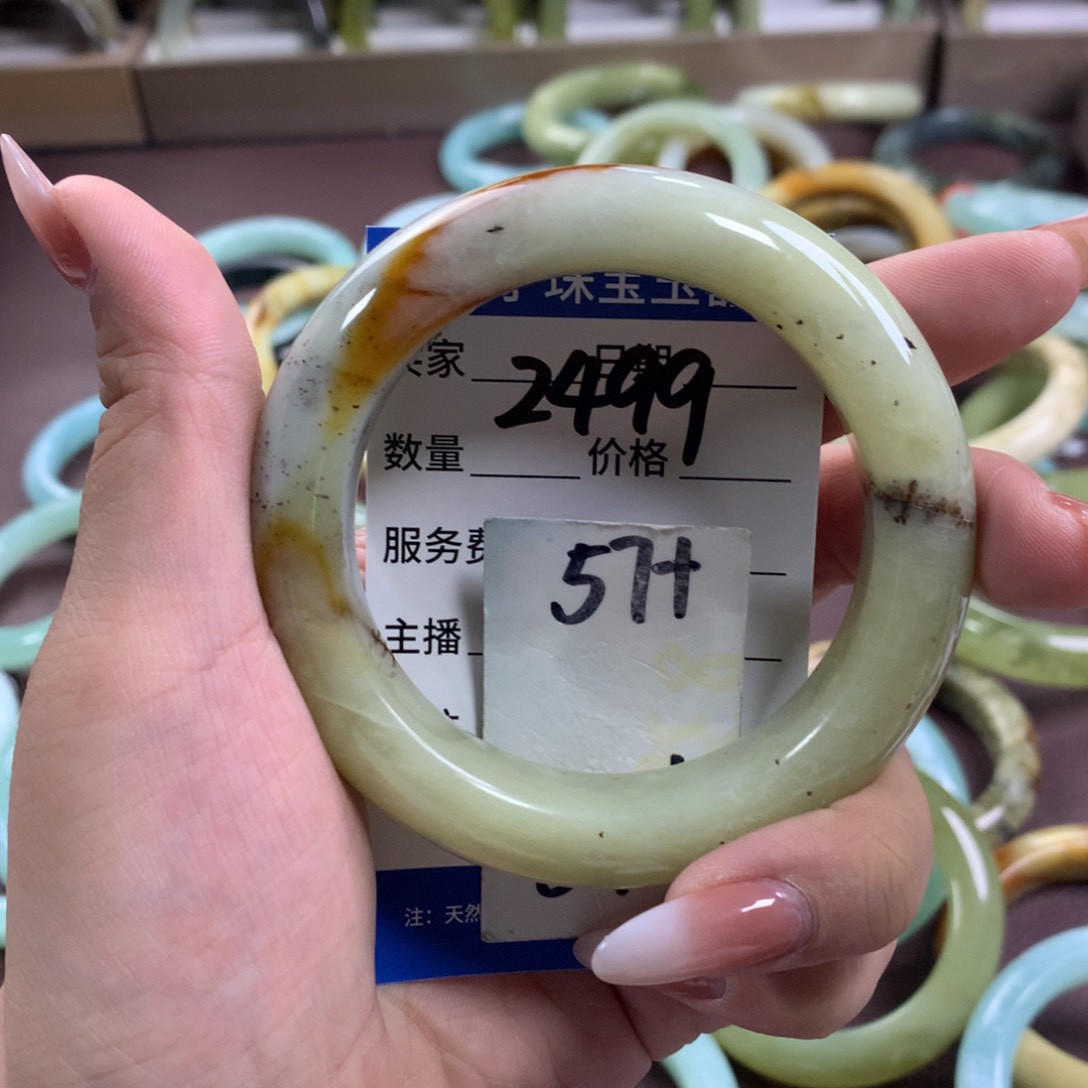 珠宝玉
家 日期
2499
数量 价格
服务费
57H
主播
注：天然